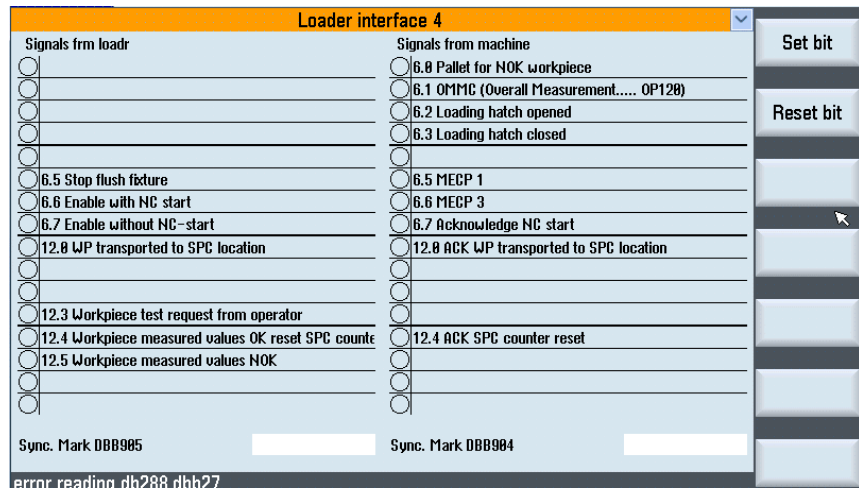 Loader interface 4
Signals frm loadr
Signals from machine
6.0 Pallet for NOK workpiece
6.1 OMMC (Overall Measurement..... OP120)
6.2 Loading hatch opened
6.3 Loading hatch closed
6.5 Stop flush fixture
6.5 MECP 1
6.6 Enable with NC start
6.6 MECP 3
6.7 Enable without NC-start
6.7 Acknowledge NC start
12.0 WP transported to SPC location
12.0 ACK WP transported to SPC location
12.3 Workpiece test request from operator
12.4 Workpiece measured values OK reset SPC counte
12.4 ACK SPC counter reset
12.5 Workpiece measured values NOK
Sync. Mark DBB905
Sync. Mark DBB904
error reading db288 dbb27
Set bit
Reset bit